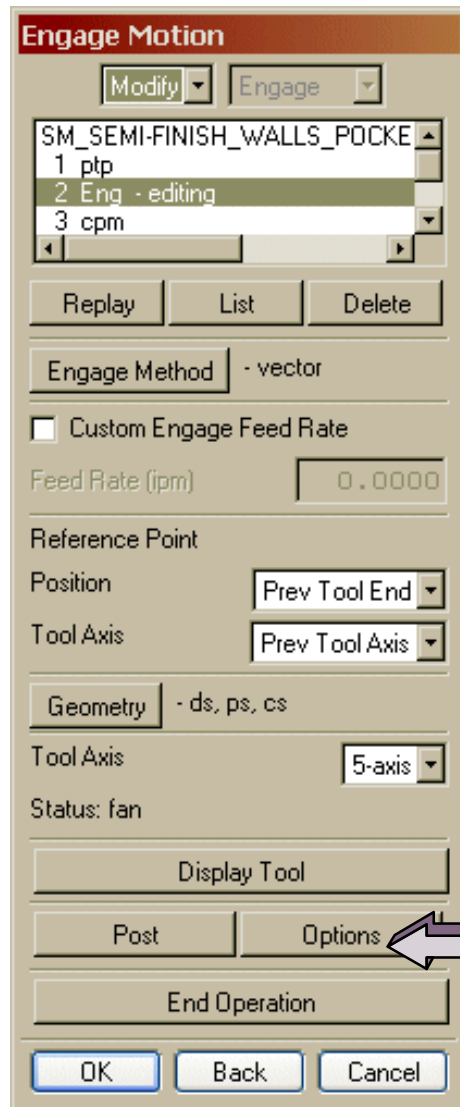 Engage Motion
Modify Engage
SM_SEMI-FINISH_WALLS_POCKE
1 ptp
2 Eng - editing
3 cpm
Replay List Delete
Engage Method - vector
Custom Engage Feed Rate
Feed Rate (ipm) 0.0000
Reference Point
Position Prev Tool End
Tool Axis Prev Tool Axis
Geometry - ds, ps, cs
Tool Axis 5-axis
Status: fan
Display Tool
Post Options
End Operation
OK Back Cancel